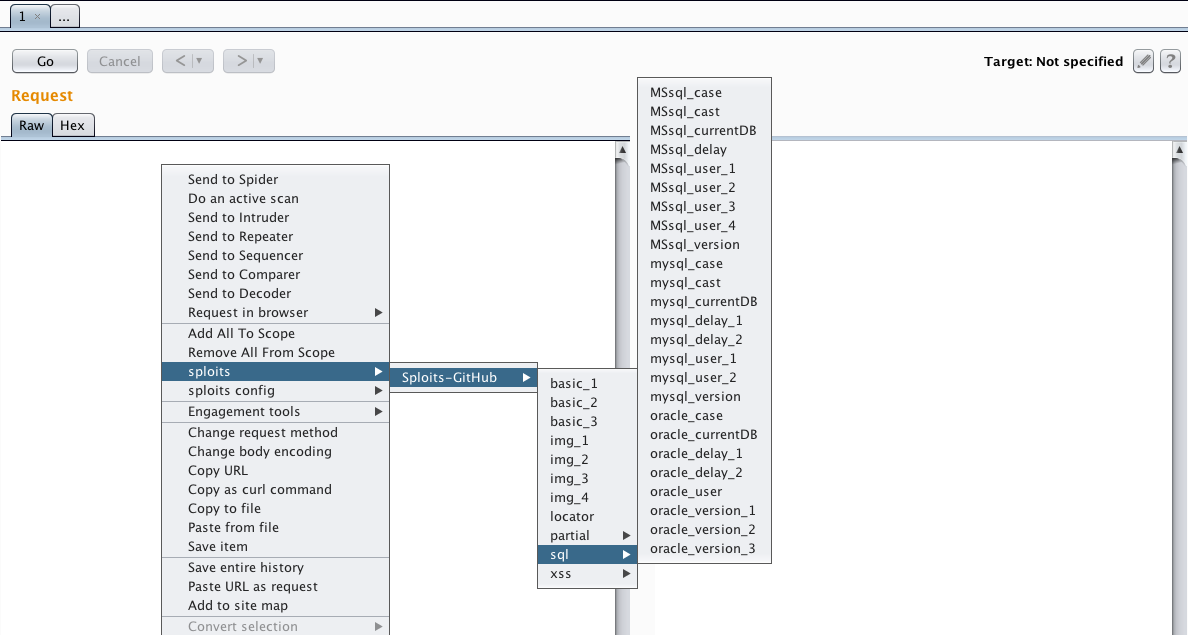 1 ×
...
Go
Cancel
<
>
Target: Not specified
?
Request
Raw
Hex
Send to Spider
Do an active scan
Send to Intruder
Send to Repeater
Send to Sequencer
Send to Comparer
Send to Decoder
Request in browser
Add All To Scope
Remove All From Scope
sploits
sploits config
Engagement tools
Change request method
Change body encoding
Copy URL
Copy as curl command
Copy to file
Paste from file
Save item
Save entire history
Paste URL as request
Add to site map
Convert selection
Sploits-GitHub
basic_1
basic_2
basic_3
img_1
img_2
img_3
img_4
locator
partial
sql
xss
MSsql_case
MSsql_cast
MSsql_currentDB
MSsql_delay
MSsql_user_1
MSsql_user_2
MSsql_user_3
MSsql_user_4
MSsql_version
mysql_case
mysql_cast
mysql_currentDB
mysql_delay_1
mysql_delay_2
mysql_user_1
mysql_user_2
mysql_version
oracle_case
oracle_currentDB
oracle_delay_1
oracle_delay_2
oracle_user
oracle_version_1
oracle_version_2
oracle_version_3